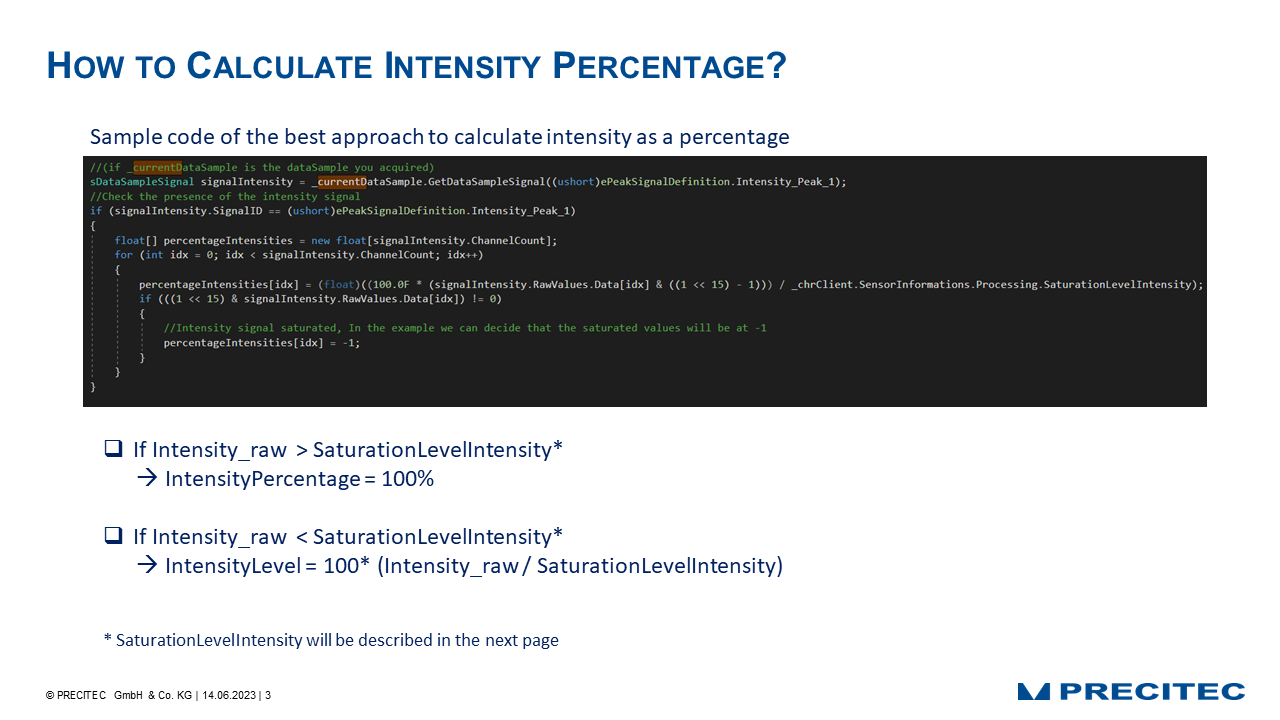 HOW TO CALCULATE INTENSITY PERCENTAGE?
Sample code of the best approach to calculate intensity as a percentage
//(if _currentDataSample is the dataSample you acquired)
sDataSampleSignal signalIntensity = _currentDataSample.GetDataSampleSignal((ushort)ePeakSignalDefinition.Intensity_Peak_1);
//Check the presence of the intensity signal
if (signalIntensity.SignalID == (ushort)ePeakSignalDefinition.Intensity_Peak_1)
{
float[] percentageIntensities = new float[signalIntensity.ChannelCount];
for (int idx = 0; idx < signalIntensity.ChannelCount; idx++)
{
percentageIntensities[idx] = (float)((100.0F * (signalIntensity.RawValues.Data[idx] & ((1 << 15) - 1))) / _chrClient.SensorInformations.Processing.SaturationLevelIntensity);
if (((1 << 15) & signalIntensity.RawValues.Data[idx]) != 0)
{
//Intensity signal saturated, In the example we can decide that the saturated values will be at -1
percentageIntensities[idx] = -1;
}
}
}
❑ If Intensity_raw > SaturationLevelIntensity*
→ IntensityPercentage = 100%
❑ If Intensity_raw < SaturationLevelIntensity*
→ IntensityLevel = 100* (Intensity_raw / SaturationLevelIntensity)
* SaturationLevelIntensity will be described in the next page
© PRECITEC GmbH & Co. KG | 14.06.2023 | 3
PRECITEC